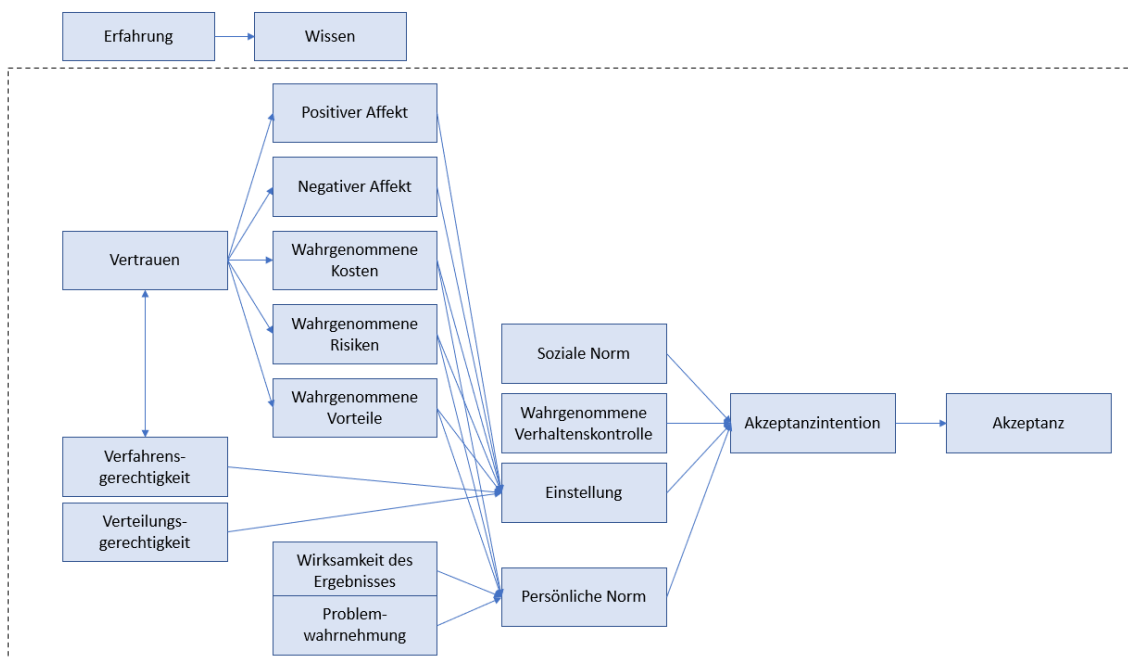 Erfahrung
Wissen
Positiver Affekt
Negativer Affekt
Vertrauen
Wahrgenommene
Kosten
Wahrgenommene
Risiken
Wahrgenommene
Vorteile
Soziale Norm
Wahrgenommene
Verhaltenskontrolle
Akzeptanzintention
Akzeptanz
Verfahrens-
gerechtigkeit
Einstellung
Verteilungs-
gerechtigkeit
Wirksamkeit des
Ergebnisses
Problem-
wahrnehmung
Persönliche Norm